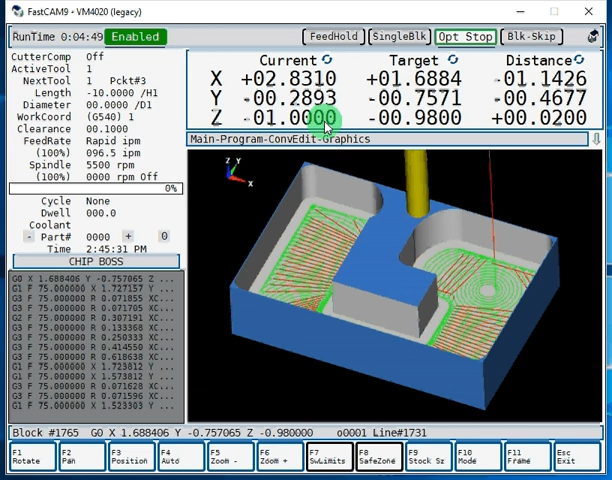 FastCAM9 - VM4020 (legacy)
RunTime 0:04:49 Enabled FeedHold SingleBlk Opt Stop Blk-Skip
CutterComp Off
ActiveTool 1
NextTool 1 Pckt#3
Length -10.0000 /H1
Diameter 00.0000 /D1
WorkCoord (G540) 1
Clearance 00.1000
FeedRate Rapid ipm
(100%) 096.5 ipm
Spindle 5500 rpm
(100%) 0000 rpm Off
0%
Cycle None
Dwell 000.0
Coolant
- Part# 0000 + 0
Time 2:45:31 PM
CHIP BOSS
G0 X 1.688406 Y -0.757065 Z ...
G1 F 75.000000 X 1.727157 Y ...
G3 F 75.000000 R 0.071855 XC...
G3 F 75.000000 R 0.071705 XC...
G2 F 75.000000 R 0.307191 XC...
G3 F 75.000000 R 0.133368 XC...
G3 F 75.000000 R 0.250333 XC...
G3 F 75.000000 R 0.414550 XC...
G3 F 75.000000 R 0.618638 XC...
G1 F 75.000000 X 1.723812 Y ...
G1 F 75.000000 X 1.573812 Y ...
G3 F 75.000000 R 0.071628 XC...
G3 F 75.000000 R 0.071596 XC...
G1 F 75.000000 X 1.523303 Y ...
Current Target Distance
X +02.8310 +01.6884 -01.1426
Y -00.2893 -00.7571 -00.4677
Z -01.0000 -00.9800 +00.0200
Main-Program-ConvEdit-Graphics
Z Y
X
Block #1765 G0 X 1.688406 Y -0.757065 Z -0.980000 o0001 Line#1731
F1 F2 F3 F4 F5 F6 F7 F8 F9 F10 F11 Esc
Rotate Pan Position Auto Zoom - Zoom + SwLimits SafeZone Stock Sz Mode Frame Exit